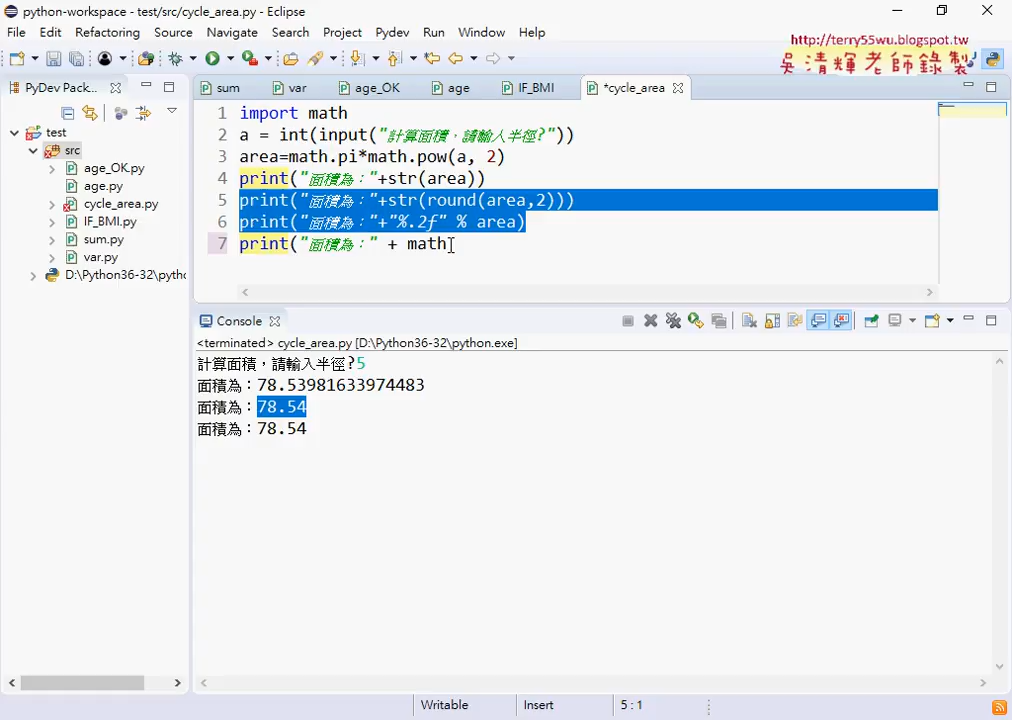 python-workspace - test/src/cycle_area.py - Eclipse
File Edit Refactoring Source Navigate Search Project Pydev Run Window Help
http://terry55wu.blogspot.tw
吳清輝老師錄製
PyDev Pack...
sum var age_OK age IF_BMI *cycle_area
test
src
age_OK.py
age.py
cycle_area.py
IF_BMI.py
sum.py
var.py
D:\Python36-32\pytho
1 import math
2 a = int(input("計算面積，請輸入半徑?"))
3 area=math.pi*math.pow(a, 2)
4 print("面積為："+str(area))
5 print("面積為："+str(round(area,2)))
6 print("面積為："+"%.2f" % area)
7 print("面積為：" + math
Console
<terminated> cycle_area.py [D:\Python36-32\python.exe]
計算面積，請輸入半徑?5
面積為：78.53981633974483
面積為：78.54
面積為：78.54
Writable Insert 5 : 1